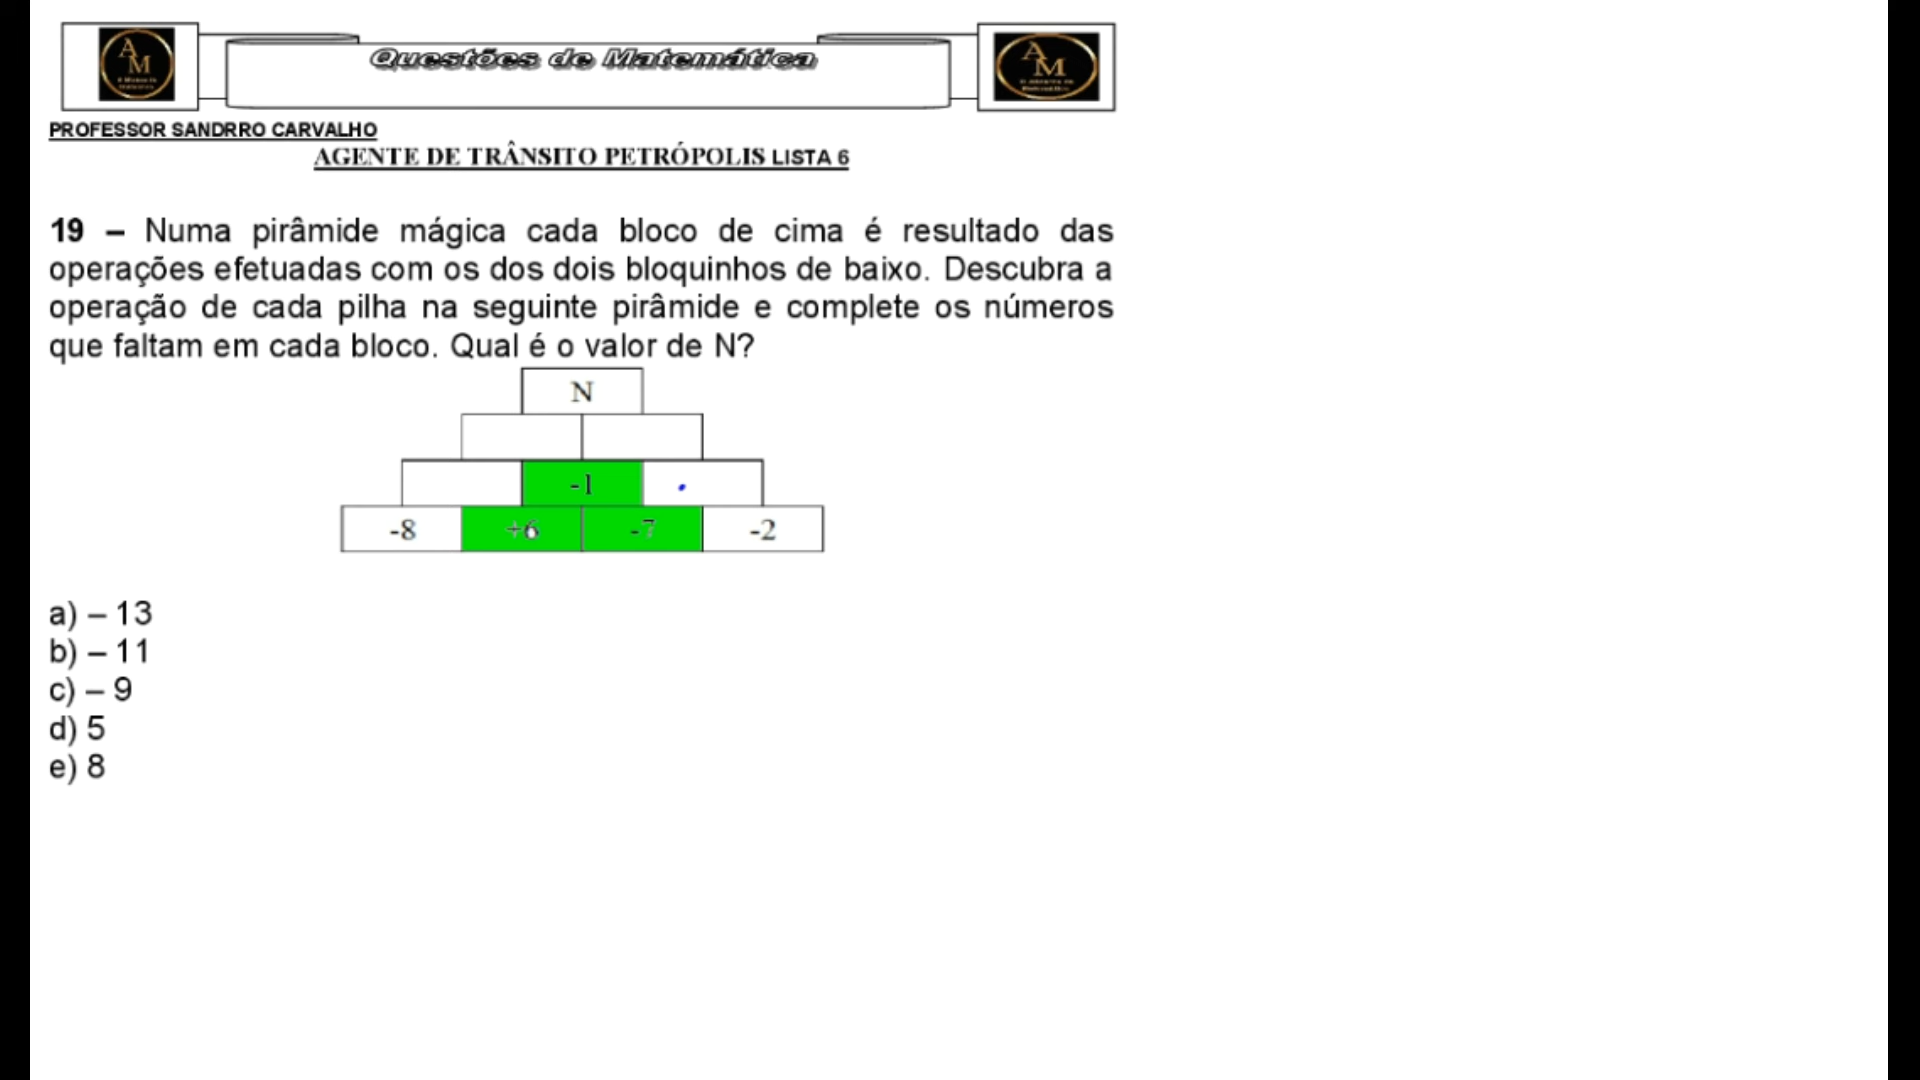 A
M
Questões de Matemática
A
M
PROFESSOR SANDRRO CARVALHO
AGENTE DE TRÂNSITO PETRÓPOLIS LISTA 6
19 – Numa pirâmide mágica cada bloco de cima é resultado das
operações efetuadas com os dos dois bloquinhos de baixo. Descubra a
operação de cada pilha na seguinte pirâmide e complete os números
que faltam em cada bloco. Qual é o valor de N?
N
-1
-8 +6 -7 -2
a) – 13
b) – 11
c) – 9
d) 5
e) 8